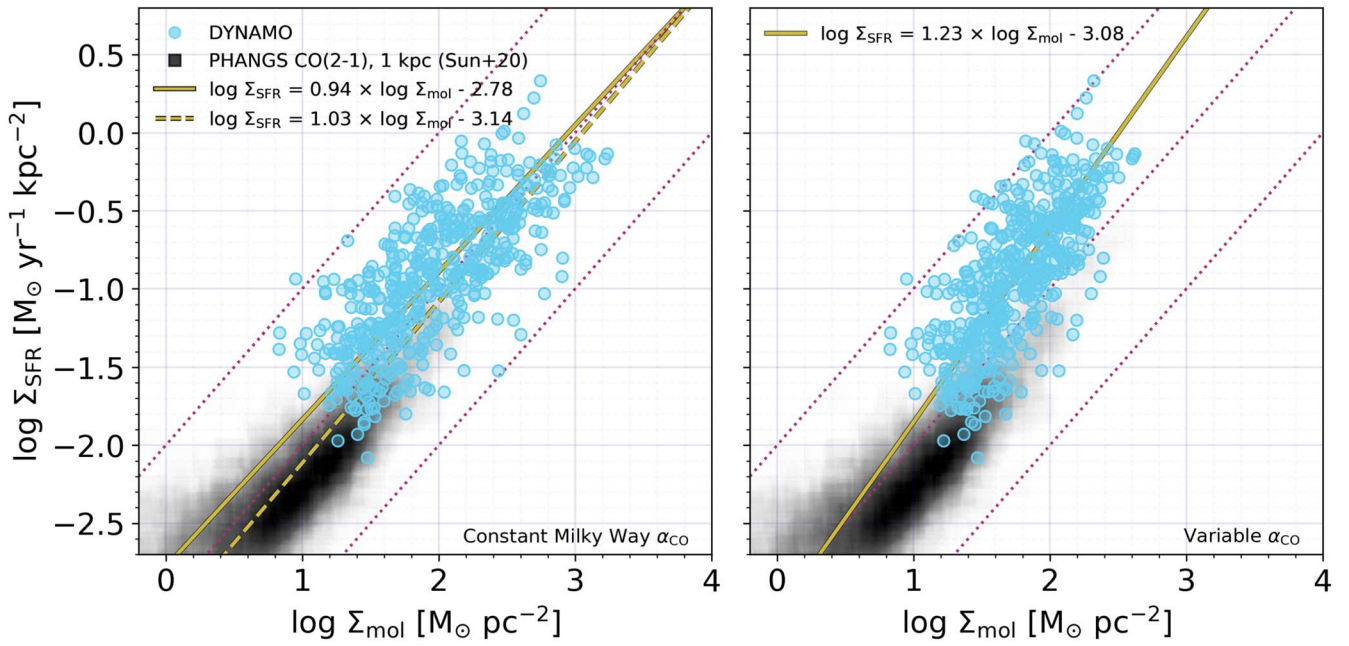 DYNAMO
PHANGS CO(2-1), 1 kpc (Sun+20)
log Σ_SFR = 0.94 × log Σ_mol - 2.78
log Σ_SFR = 1.03 × log Σ_mol - 3.14
Constant Milky Way α_CO
0.5
0.0
−0.5
−1.0
−1.5
−2.0
−2.5
log Σ_SFR [M_⊙ yr⁻¹ kpc⁻²]
0 1 2 3 4
log Σ_mol [M_⊙ pc⁻²]
log Σ_SFR = 1.23 × log Σ_mol - 3.08
Variable α_CO
0 1 2 3 4
log Σ_mol [M_⊙ pc⁻²]